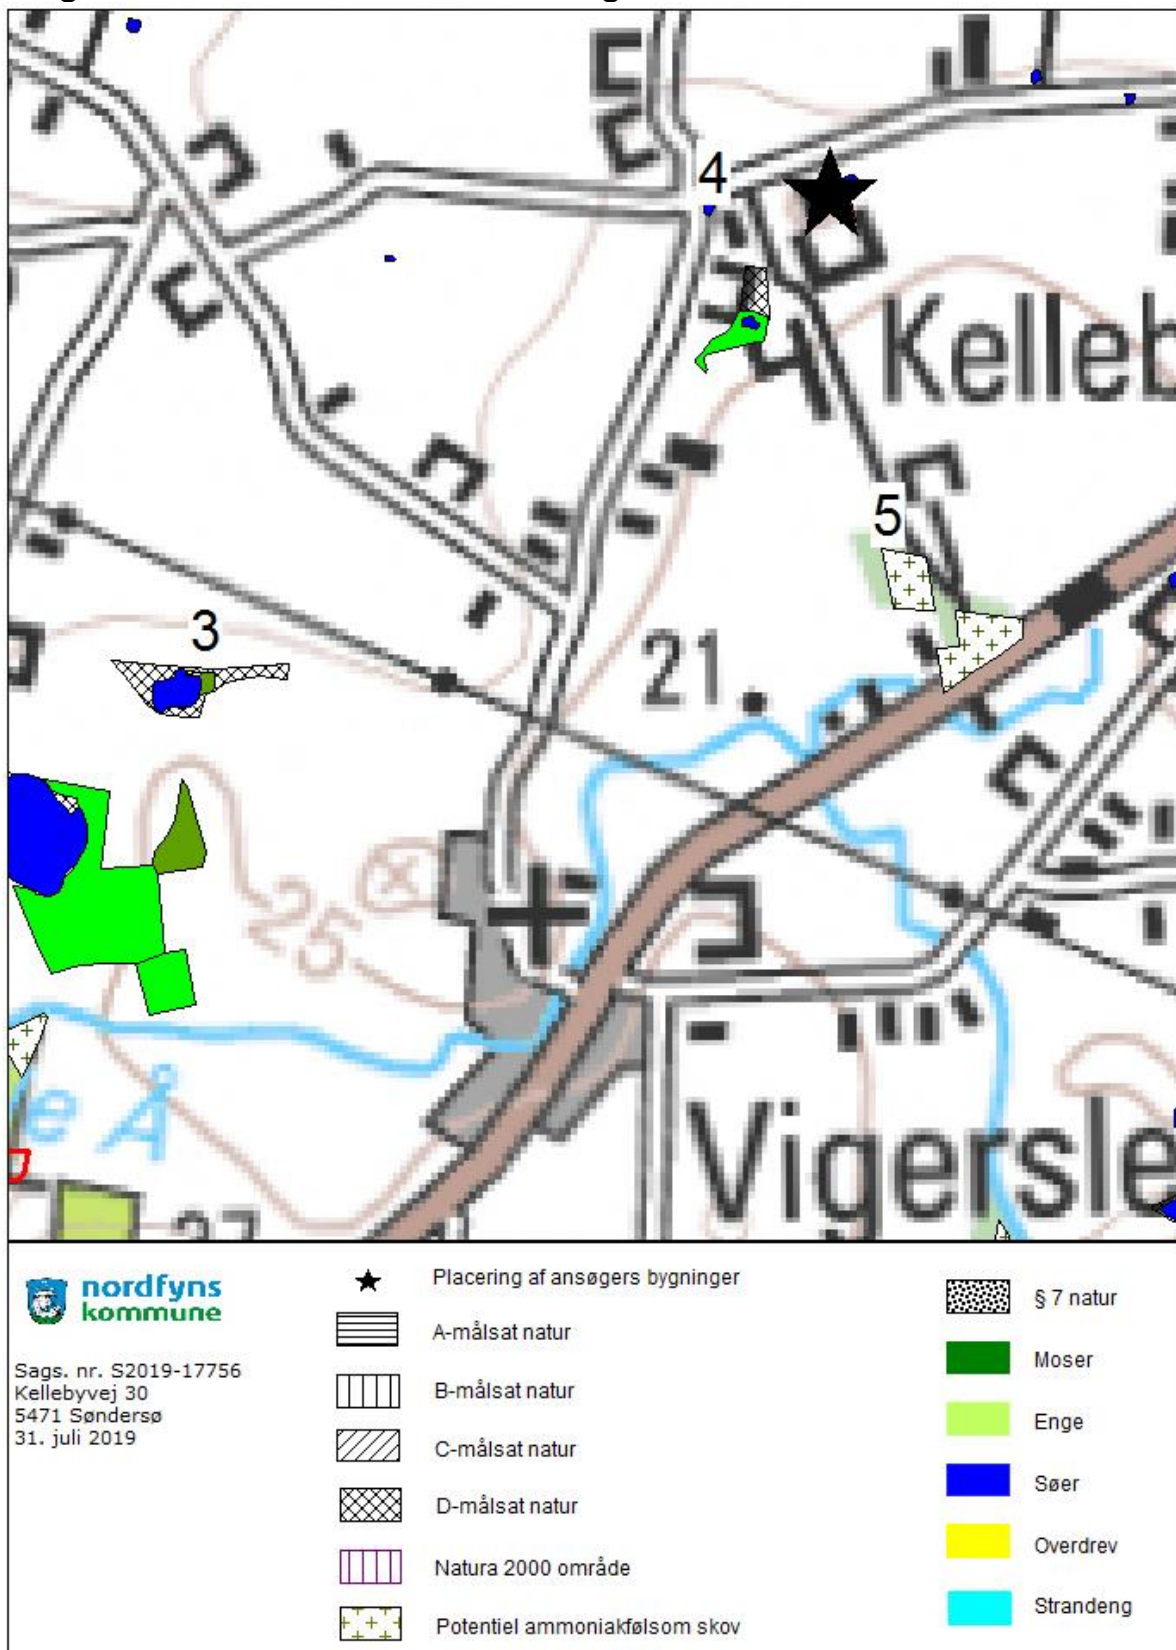 4
Kelleb
5
3
21.
25
e Å
Vigersle
nordfyns
kommune
Sags. nr. S2019-17756
Kellebyvej 30
5471 Søndersø
31. juli 2019
Placering af ansøgers bygninger
A-målsat natur
B-målsat natur
C-målsat natur
D-målsat natur
Natura 2000 område
Potentiel ammoniakfølsom skov
§ 7 natur
Moser
Enge
Søer
Overdrev
Strandeng